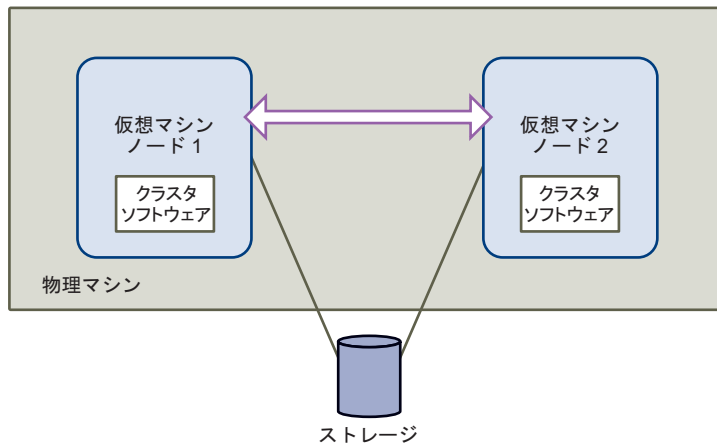 仮想マシン
ノード 1
仮想マシン
ノード 2
クラスタ
ソフトウェア
クラスタ
ソフトウェア
物理マシン
ストレージ